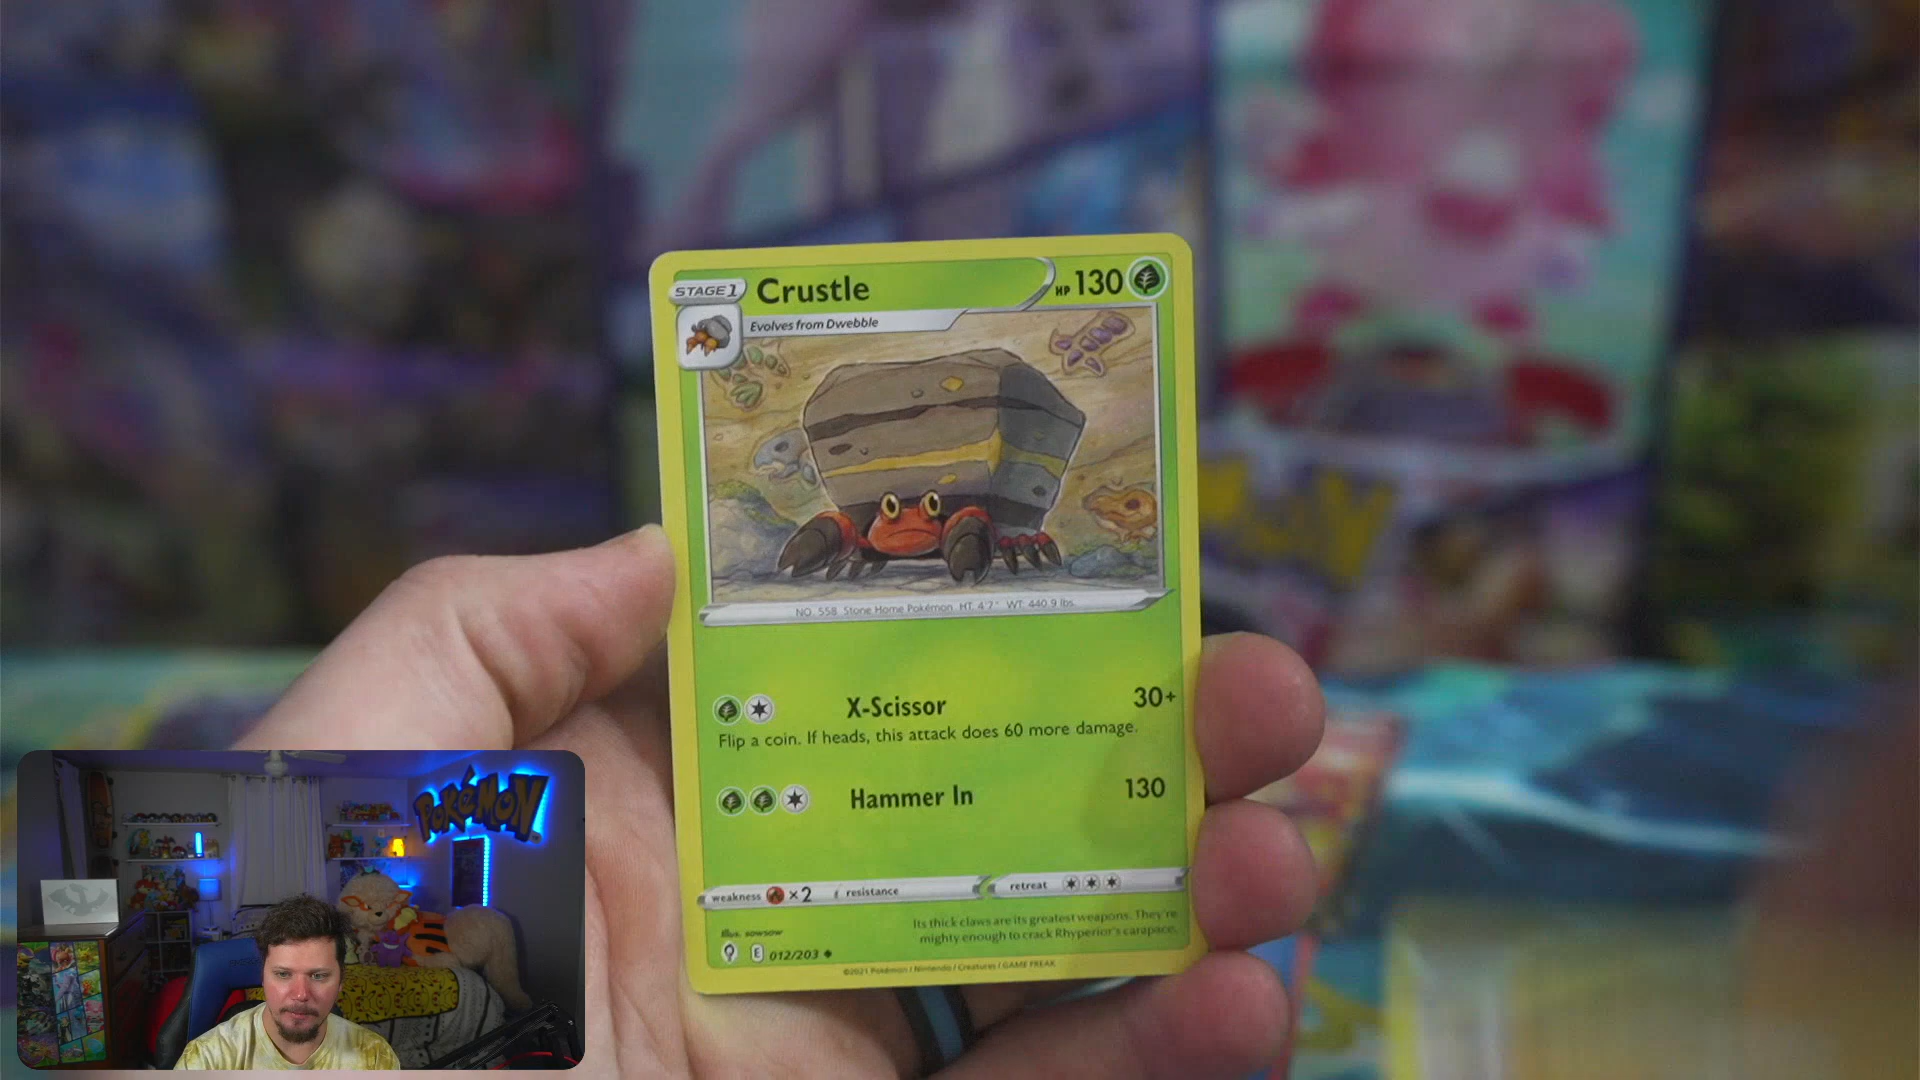 STAGE 1
Crustle
HP 130
Evolves from Dwebble
NO. 558 Stone Home Pokémon HT: 4'7" WT: 440.9 lbs.
X-Scissor 30+
Flip a coin. If heads, this attack does 60 more damage.
Hammer In 130
weakness ×2 resistance retreat
Its thick claws are its greatest weapons. They're
mighty enough to crack Rhyperior's carapace.
Illus. sowsow
E 012/203
©2021 Pokémon / Nintendo / Creatures / GAME FREAK
POKéMON